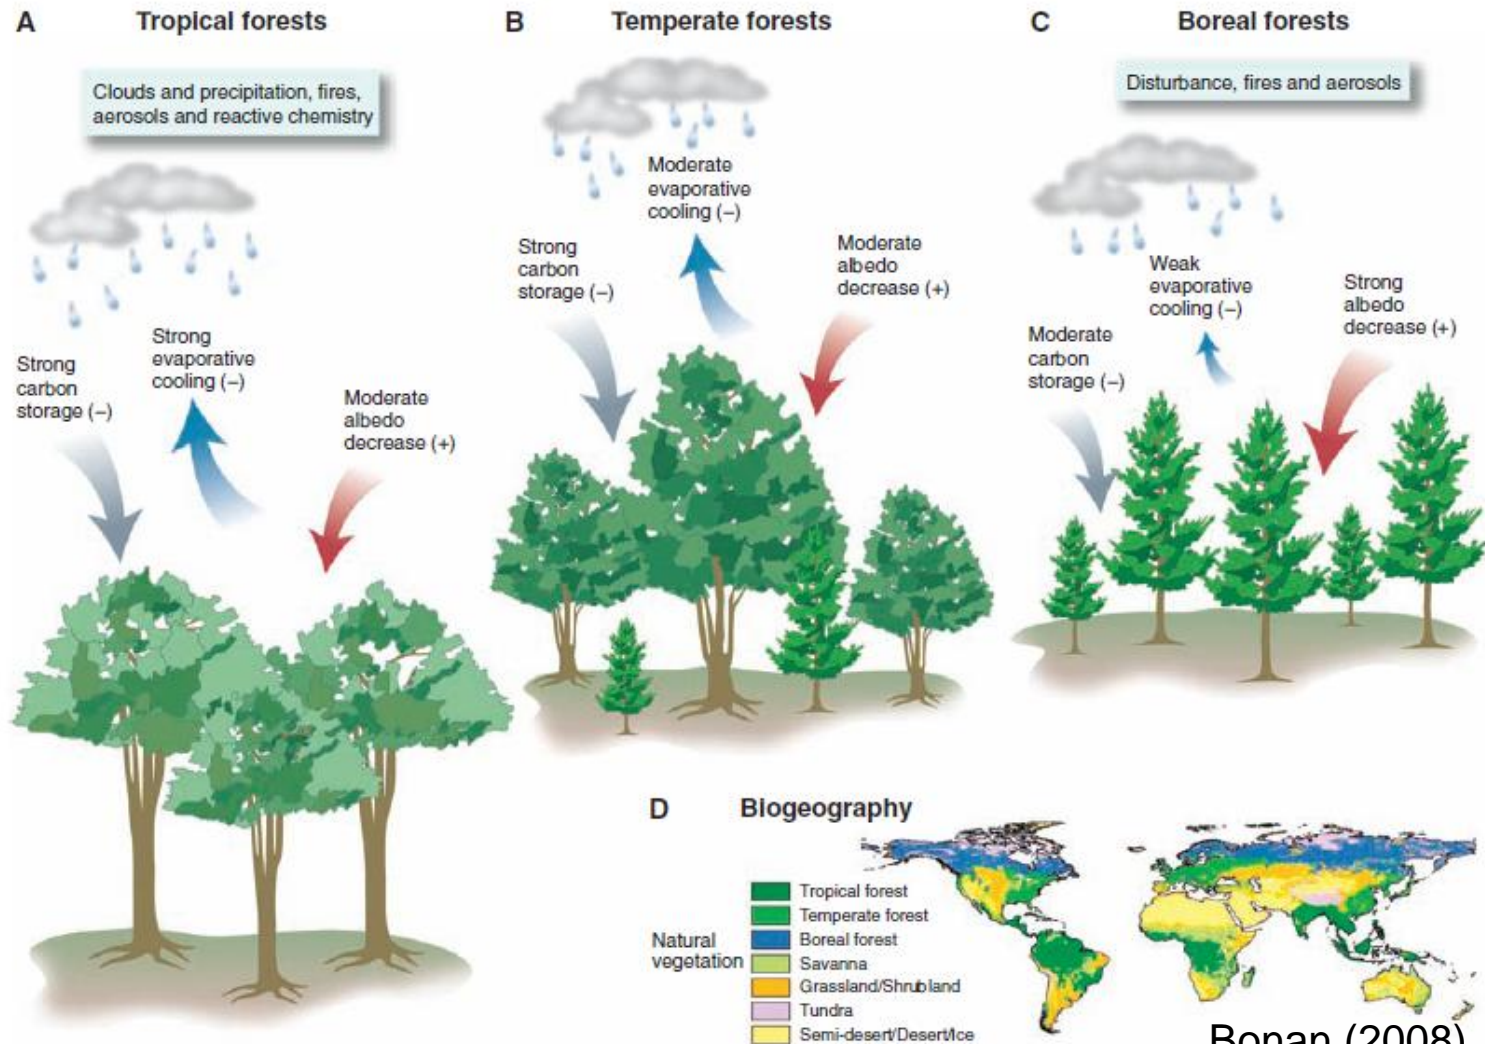 A Tropical forests
Clouds and precipitation, fires,
aerosols and reactive chemistry
Strong
carbon
storage (–)
Strong
evaporative
cooling (–)
Moderate
albedo
decrease (+)
B Temperate forests
Strong
carbon
storage (–)
Moderate
evaporative
cooling (–)
Moderate
albedo
decrease (+)
C Boreal forests
Disturbance, fires and aerosols
Moderate
carbon
storage (–)
Weak
evaporative
cooling (–)
Strong
albedo
decrease (+)
D Biogeography
Natural
vegetation
Tropical forest
Temperate forest
Boreal forest
Savanna
Grassland/Shrubland
Tundra
Semi-desert/Desert/Ice
Bonan (2008)